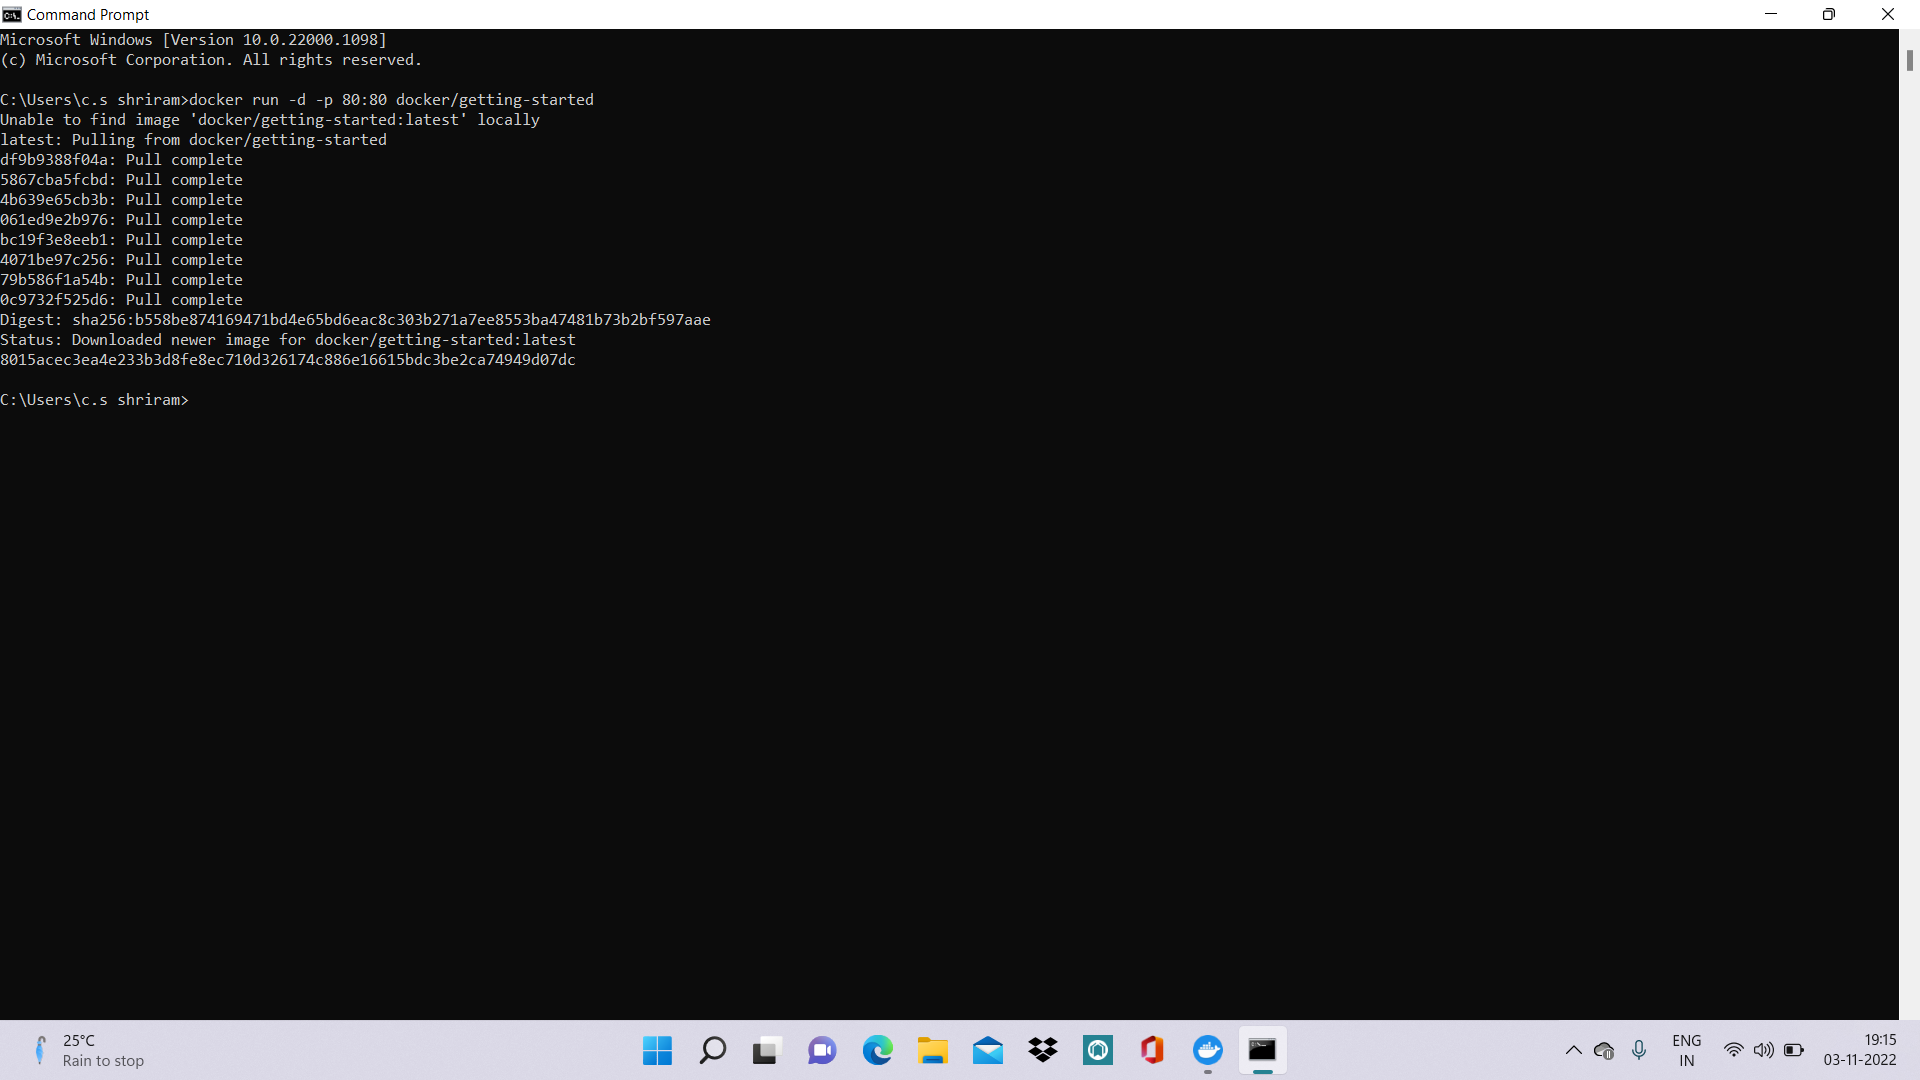 Command Prompt
Microsoft Windows [Version 10.0.22000.1098]
(c) Microsoft Corporation. All rights reserved.
C:\Users\c.s shriram>docker run -d -p 80:80 docker/getting-started
Unable to find image 'docker/getting-started:latest' locally
latest: Pulling from docker/getting-started
df9b9388f04a: Pull complete
5867cba5fcbd: Pull complete
4b639e65cb3b: Pull complete
061ed9e2b976: Pull complete
bc19f3e8eeb1: Pull complete
4071be97c256: Pull complete
79b586f1a54b: Pull complete
0c9732f525d6: Pull complete
Digest: sha256:b558be874169471bd4e65bd6eac8c303b271a7ee8553ba47481b73b2bf597aae
Status: Downloaded newer image for docker/getting-started:latest
8015acec3ea4e233b3d8fe8ec710d326174c886e16615bdc3be2ca74949d07dc
C:\Users\c.s shriram>
25°C
Rain to stop
ENG
IN
19:15
03-11-2022